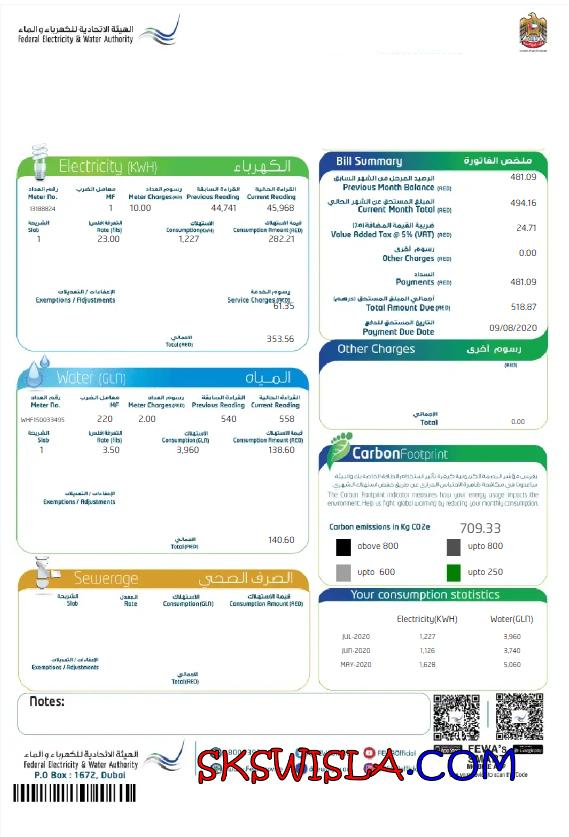 الهيئة الاتحادية للكهرباء والماء
Federal Electricity & Water Authority
Electricity (KWH) الكهرباء
رقم العداد معامل الضرب رسوم العداد القراءة السابقة القراءة الحالية
Meter No. MF Meter Charges(AED) Previous Reading Current Reading
13188824 1 10.00 44,741 45,968
الشريحة التعرفة(فلس) الاستهلاك قيمة الاستهلاك
Slab Rate (fils) Consumption(KWH) Consumption Amount (AED)
1 23.00 1,227 282.21
الإعفاءات / التعديلات رسوم الخدمة
Exemptions / Adjustments Service Charges(AED)
61.35
الاجمالي
Total(AED) 353.56
Water (GLN) المياه
رقم العداد معامل الضرب رسوم العداد القراءة السابقة القراءة الحالية
Meter No. MF Meter Charges(AED) Previous Reading Current Reading
WHF150033495 220 2.00 540 558
الشريحة التعرفة(فلس) الاستهلاك قيمة الاستهلاك
Slab Rate (fils) Consumption(GLN) Consumption Amount (AED)
1 3.50 3,960 138.60
الإعفاءات / التعديلات
Exemptions / Adjustments
الاجمالي
Total(AED) 140.60
Sewerage الصرف الصحي
الشريحة المعدل الاستهلاك قيمة الاستهلاك
Slab Rate Consumption(GLN) Consumption Amount (AED)
الإعفاءات / التعديلات
Exemptions / Adjustments
الاجمالي
Total(AED)
Bill Summary ملخص الفاتورة
الرصيد المرحل من الشهر السابق
Previous Month Balance (AED) 481.09
المبلغ المستحق عن الشهر الحالي
Current Month Total (AED) 494.16
ضريبة القيمة المضافة
Value Added Tax @ 5% (VAT) (AED) 24.71
رسوم أخرى
Other Charges (AED) 0.00
السداد
Payments (AED) 481.09
أجمالي المبلغ المستحق (درهم)
Total Amount Due(AED) 518.87
التاريخ المستحق للدفع
Payment Due Date 09/08/2020
Other Charges رسوم أخرى
(AED)
الاجمالي
Total 0.00
CarbonFootprint
The Carbon Footprint indicator measures how your energy usage impacts the
environment. Help us fight global warming by reducing your monthly consumption.
Carbon emissions in Kg CO2e 709.33
above 800 upto 800
upto 600 upto 250
Your consumption statistics
Electricity(KWH) Water(GLN)
JUL-2020 1,227 3,960
JUN-2020 1,126 3,740
MAY-2020 1,628 5,060
Notes:
الهيئة الاتحادية للكهرباء والماء
Federal Electricity & Water Authority
P.O Box : 1672, Dubai
FEWAOfficial
FEWA's
SKSWISLA.COM